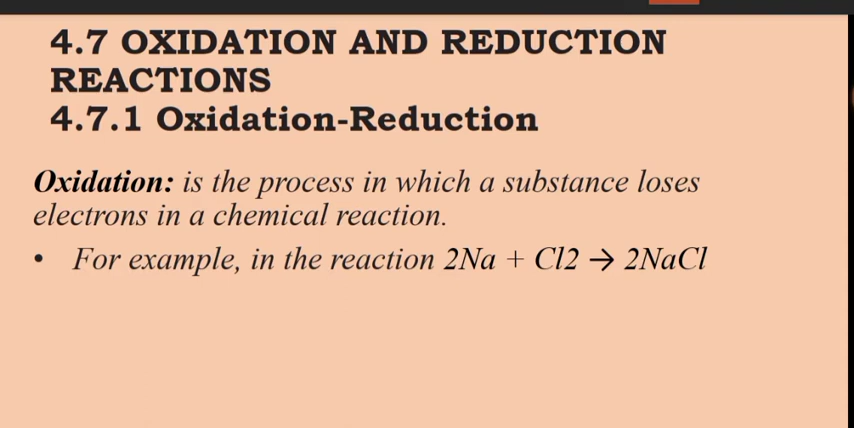 4.7 OXIDATION AND REDUCTION
REACTIONS
4.7.1 Oxidation-Reduction
Oxidation: is the process in which a substance loses
electrons in a chemical reaction.
• For example, in the reaction 2Na + Cl2 → 2NaCl